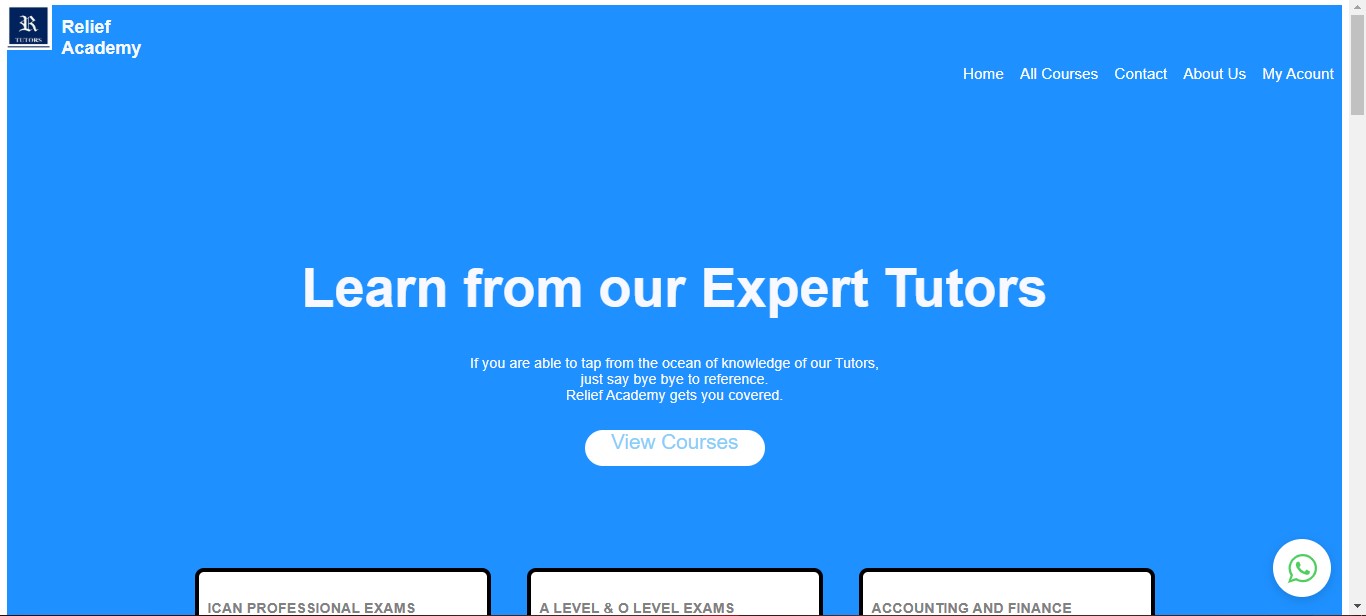 R
TUTORS
Relief
Academy
Home All Courses Contact About Us My Acount
Learn from our Expert Tutors
If you are able to tap from the ocean of knowledge of our Tutors,
just say bye bye to reference.
Relief Academy gets you covered.
View Courses
ICAN PROFESSIONAL EXAMS
A LEVEL & O LEVEL EXAMS
ACCOUNTING AND FINANCE